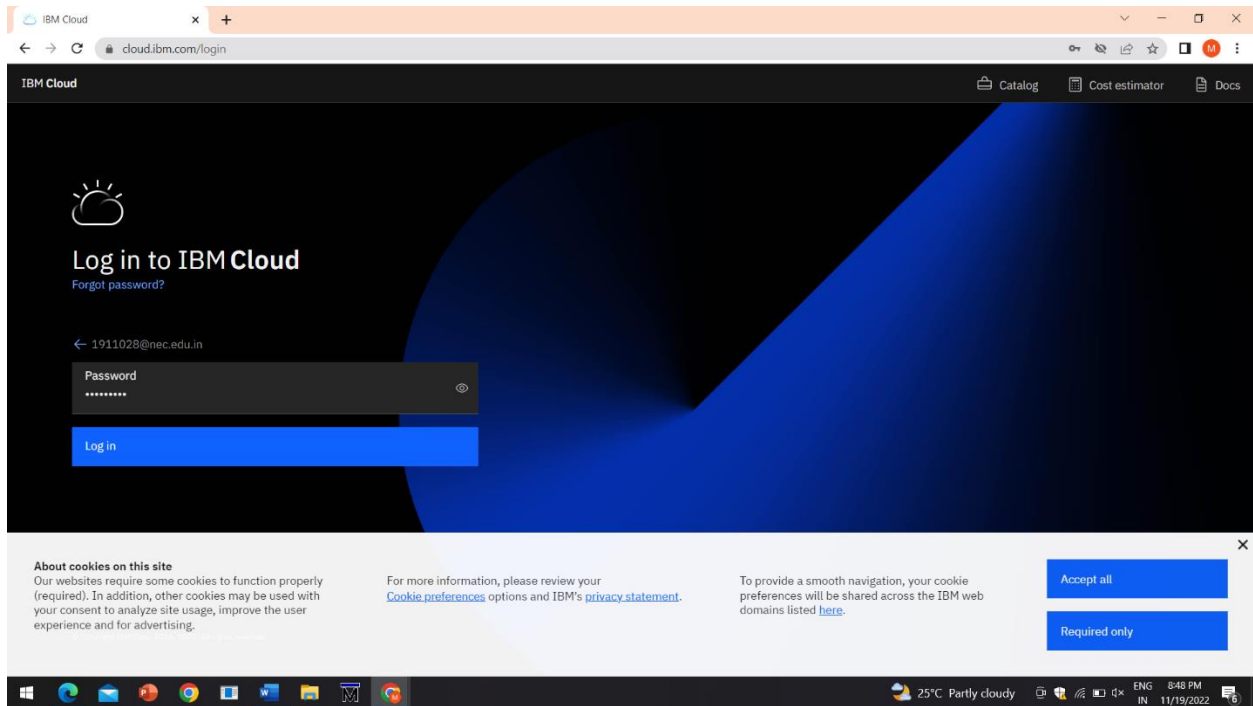 IBM Cloud
cloud.ibm.com/login
M
IBM Cloud
Catalog
Cost estimator
Docs
Log in to IBM Cloud
Forgot password?
← 1911028@nec.edu.in
Password
•••••••••
Log in
About cookies on this site
Our websites require some cookies to function properly
(required). In addition, other cookies may be used with
your consent to analyze site usage, improve the user
experience and for advertising.
For more information, please review your
Cookie preferences options and IBM's privacy statement.
To provide a smooth navigation, your cookie
preferences will be shared across the IBM web
domains listed here.
Accept all
Required only
25°C Partly cloudy
ENG
IN
8:48 PM
11/19/2022
6